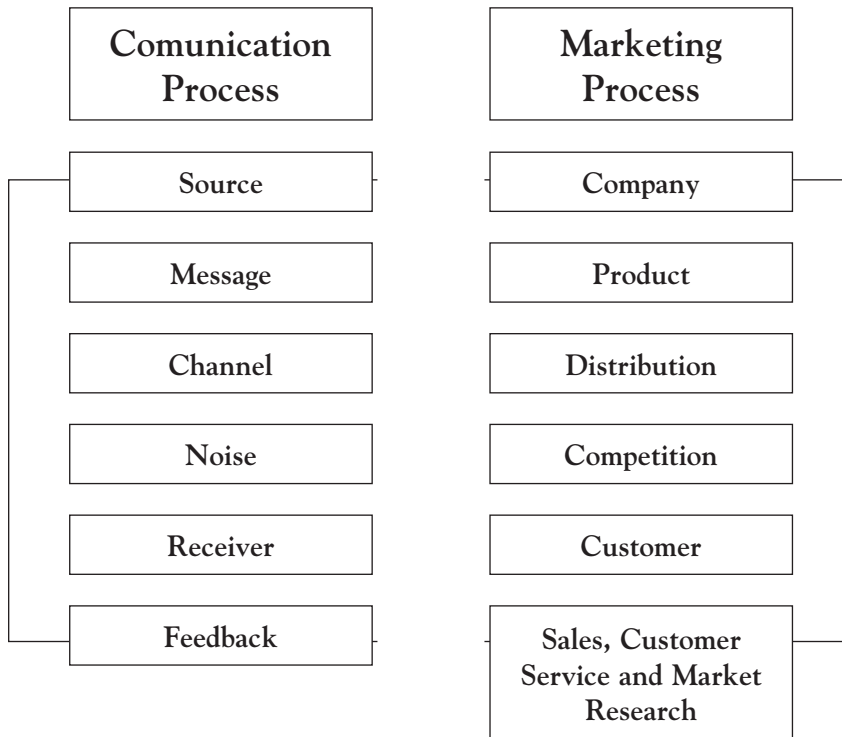 Comunication
Process
Marketing
Process
Source
Company
Message
Product
Channel
Distribution
Noise
Competition
Receiver
Customer
Feedback
Sales, Customer
Service and Market
Research